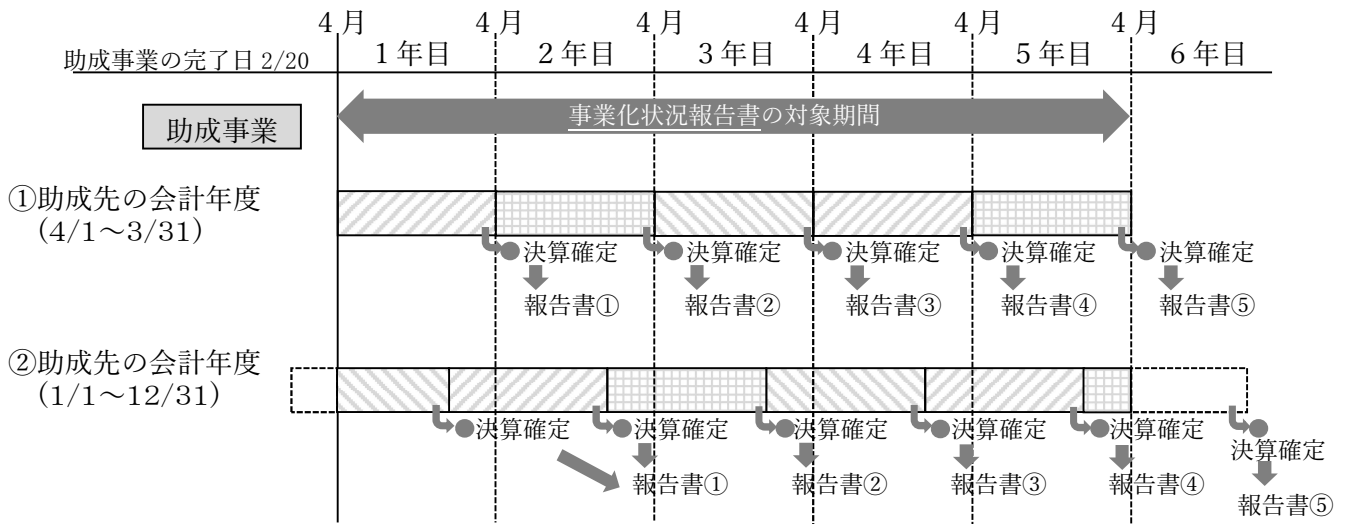 4月 4月 4月 4月 4月 4月
助成事業の完了日 2/20 1年目 2年目 3年目 4年目 5年目 6年目
助成事業 事業化状況報告書の対象期間
①助成先の会計年度
(4/1～3/31)
決算確定 決算確定 決算確定 決算確定 決算確定
報告書① 報告書② 報告書③ 報告書④ 報告書⑤
②助成先の会計年度
(1/1～12/31)
決算確定 決算確定 決算確定 決算確定 決算確定
決算確定
報告書① 報告書② 報告書③ 報告書④
報告書⑤